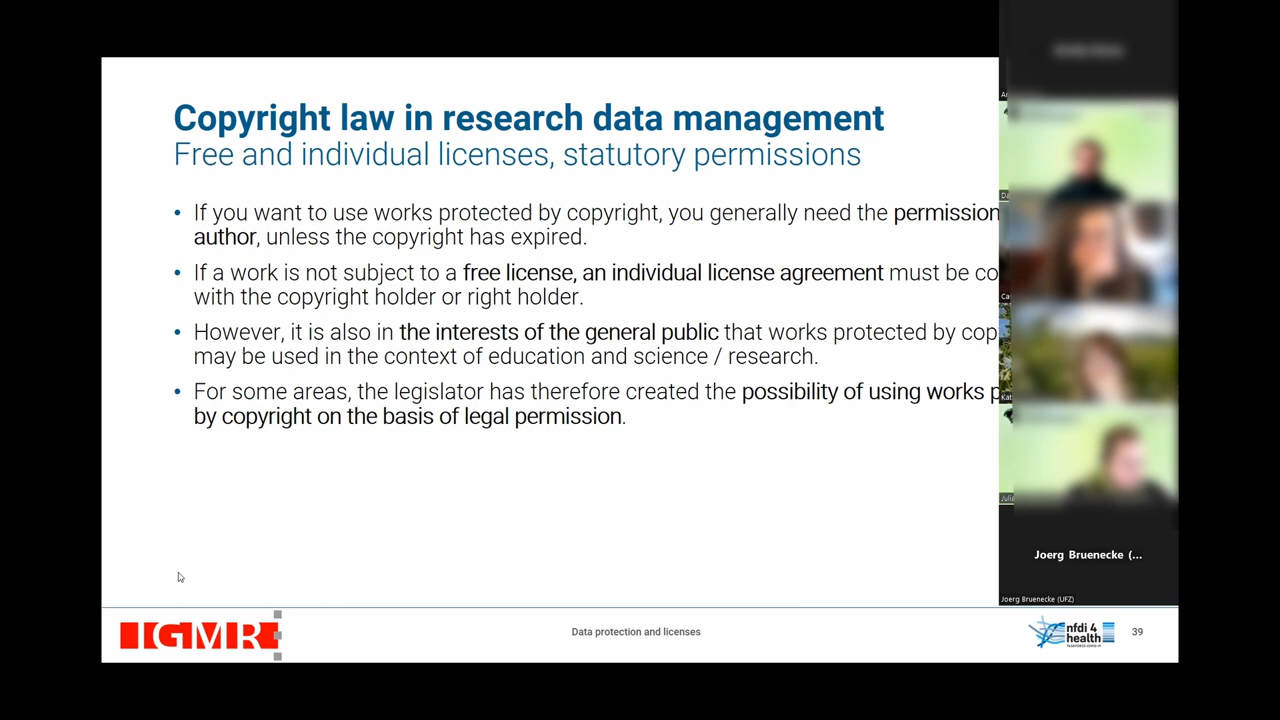 Copyright law in research data management
Free and individual licenses, statutory permissions
• If you want to use works protected by copyright, you generally need the permission
author, unless the copyright has expired.
• If a work is not subject to a free license, an individual license agreement must be co
with the copyright holder or right holder.
• However, it is also in the interests of the general public that works protected by cop
may be used in the context of education and science / research.
• For some areas, the legislator has therefore created the possibility of using works p
by copyright on the basis of legal permission.
Joerg Bruenecke (...
Joerg Bruenecke (UFZ)
IGMR
Data protection and licenses
nfdi 4
health
TASKFORCE COVID-19
39